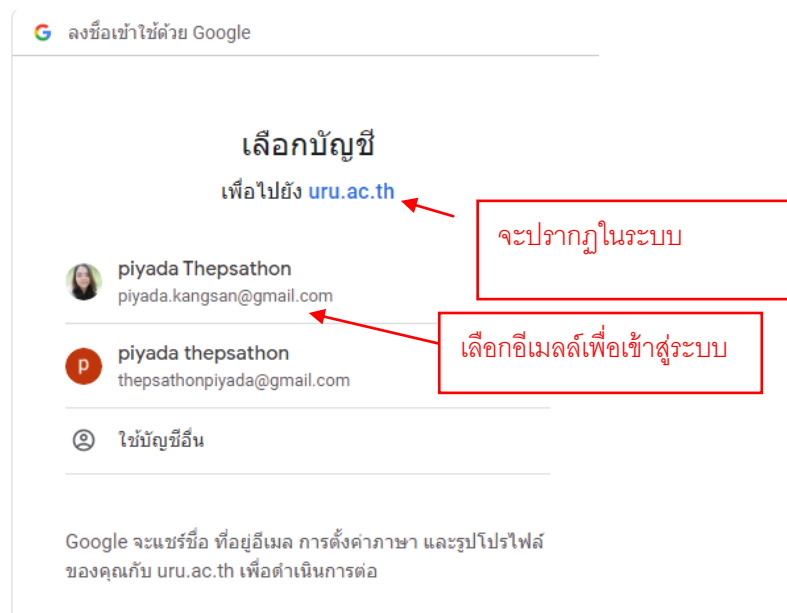 ลงชื่อเข้าใช้ด้วย Google
เลือกบัญชี
เพื่อไปยัง uru.ac.th
จะปรากฏในระบบ
piyada Thepsathon
piyada.kangsan@gmail.com
เลือกอีเมลล์เพื่อเข้าสู่ระบบ
p
piyada thepsathon
thepsathonpiyada@gmail.com
ใช้บัญชีอื่น
Google จะแชร์ชื่อ ที่อยู่อีเมล การตั้งค่าภาษา และรูปโปรไฟล์
ของคุณกับ uru.ac.th เพื่อดำเนินการต่อ